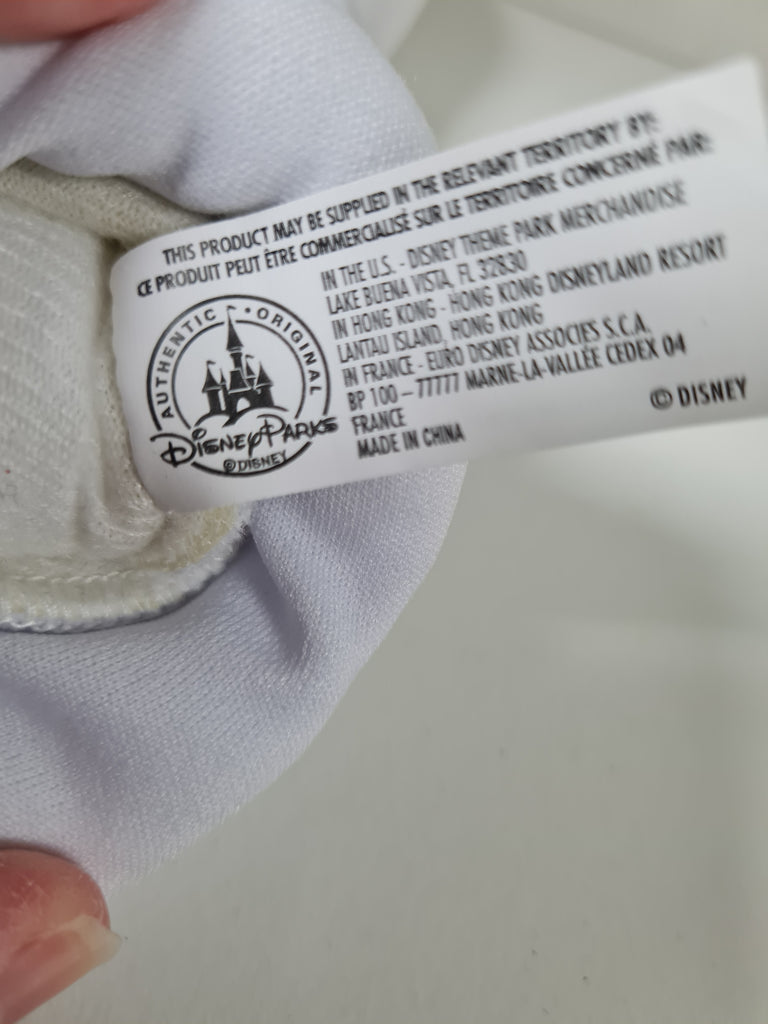 THIS PRODUCT MAY BE SUPPLIED IN THE RELEVANT TERRITORY BY:
CE PRODUIT PEUT ÊTRE COMMERCIALISÉ SUR LE TERRITOIRE CONCERNÉ PAR:
IN THE U.S. - DISNEY THEME PARK MERCHANDISE
LAKE BUENA VISTA, FL 32830
IN HONG KONG - HONG KONG DISNEYLAND RESORT
LANTAU ISLAND, HONG KONG
IN FRANCE - EURO DISNEY ASSOCIES S.C.A.
BP 100 – 77777 MARNE-LA-VALLÉE CEDEX 04
FRANCE
MADE IN CHINA
© DISNEY
AUTHENTIC • ORIGINAL
DISNEY PARKS
© DISNEY